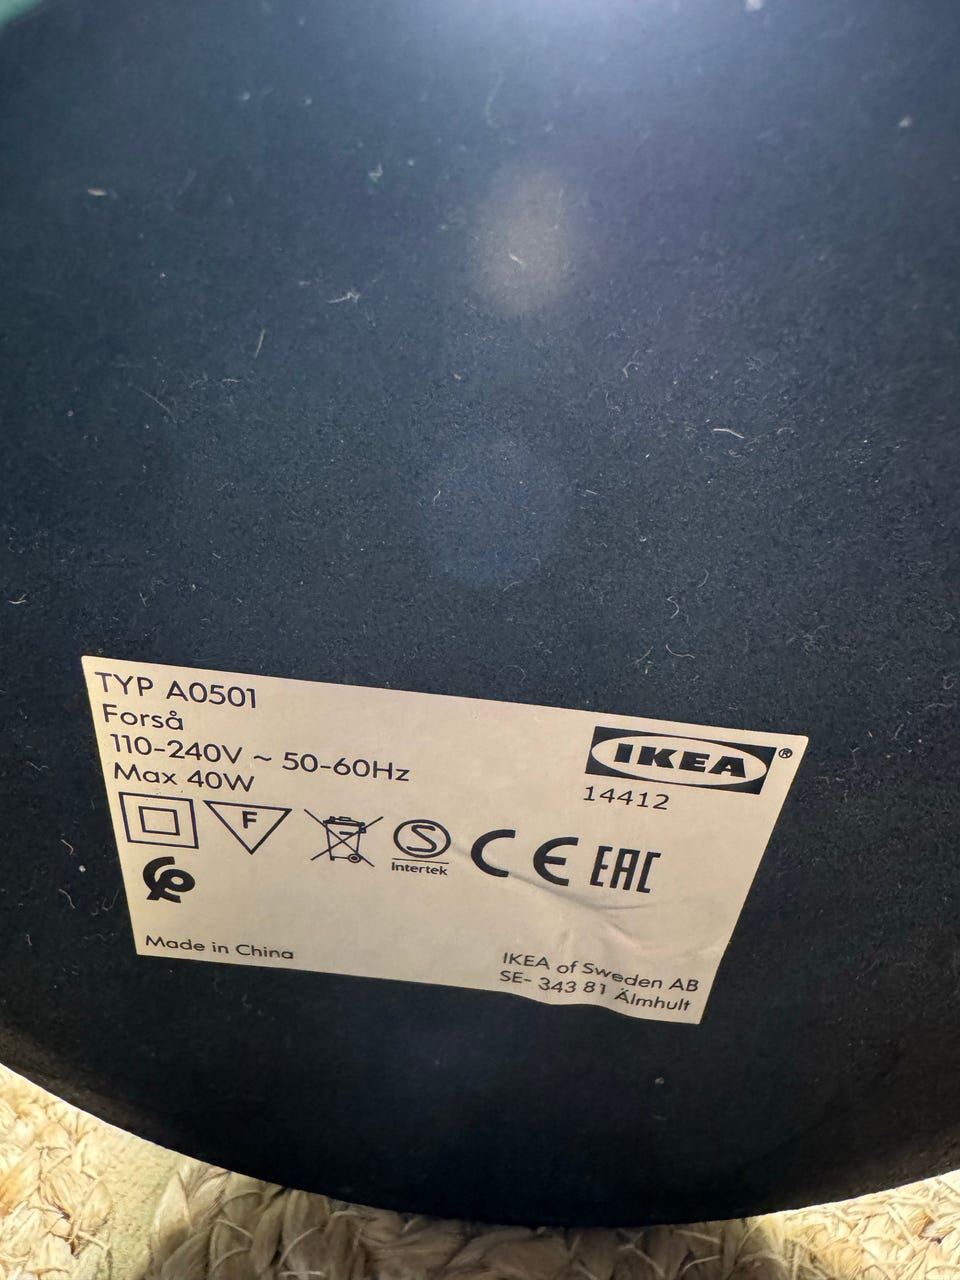 TYP A0501
Forså
110-240V ~ 50-60Hz
Max 40W
IKEA®
14412
F
S
Intertek
CE
EAC
Made in China
IKEA of Sweden AB
SE- 343 81 Älmhult